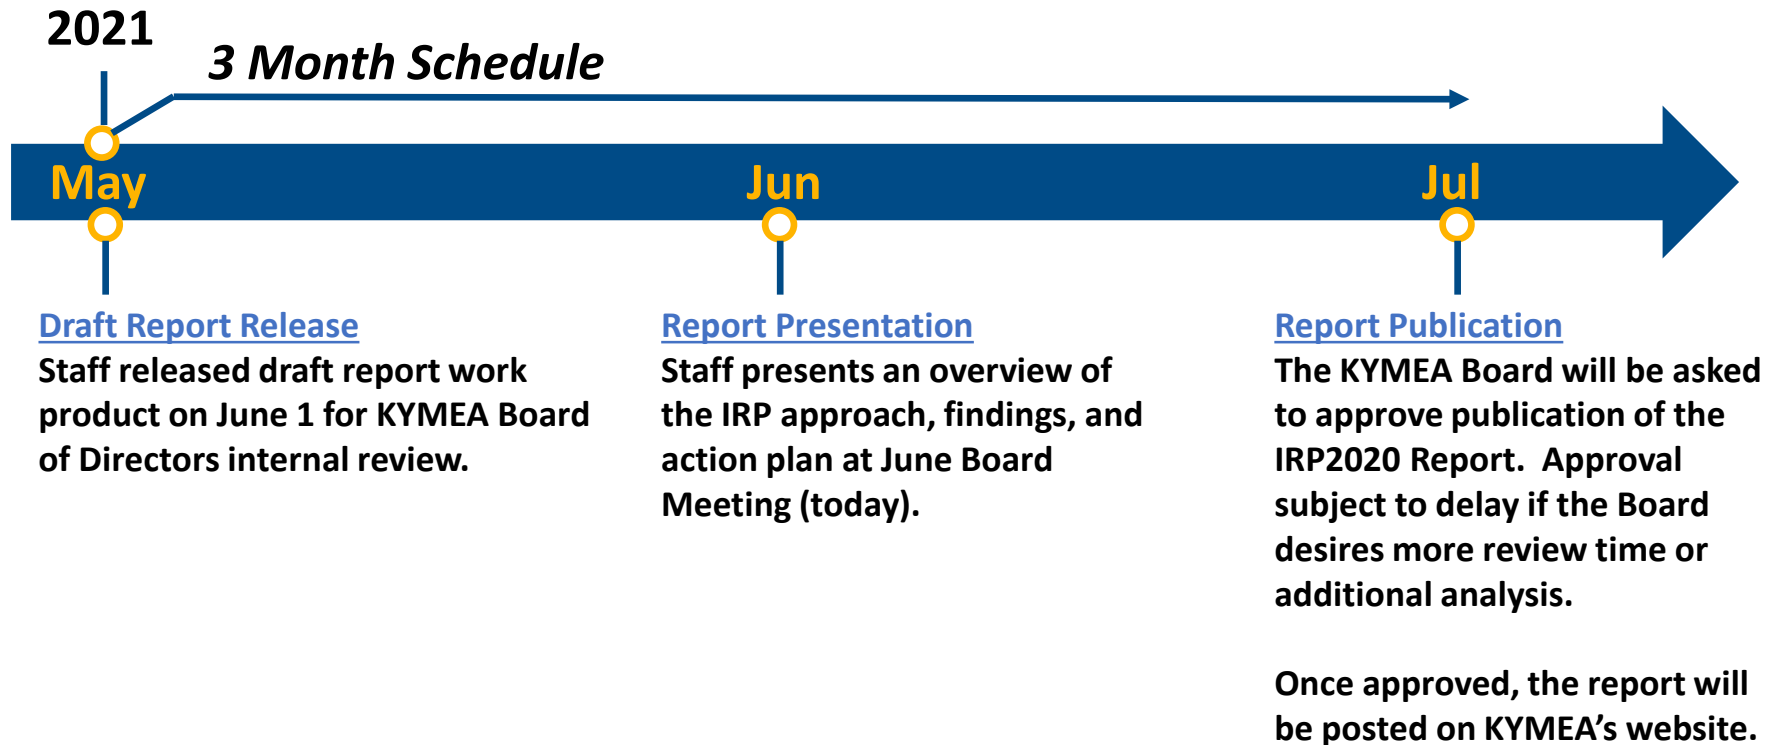 2021
3 Month Schedule
May
Jun
Jul
Draft Report Release
Staff released draft report work
product on June 1 for KYMEA Board
of Directors internal review.
Report Presentation
Staff presents an overview of
the IRP approach, findings, and
action plan at June Board
Meeting (today).
Report Publication
The KYMEA Board will be asked
to approve publication of the
IRP2020 Report.  Approval
subject to delay if the Board
desires more review time or
additional analysis.
Once approved, the report will
be posted on KYMEA’s website.